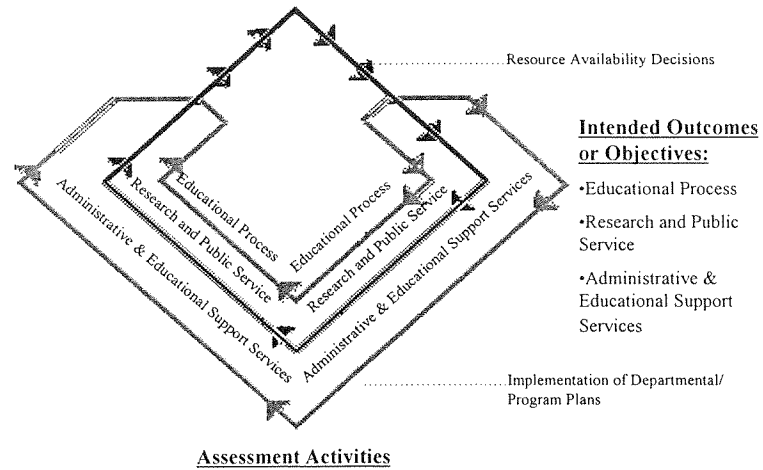 Resource Availability Decisions
Intended Outcomes
or Objectives:
•Educational Process
•Research and Public
Service
•Administrative &
Educational Support
Services
Educational Process
Research and Public Service
Administrative & Educational Support Services
Educational Process
Research and Public Service
Administrative & Educational Support Services
Implementation of Departmental/
Program Plans
Assessment Activities